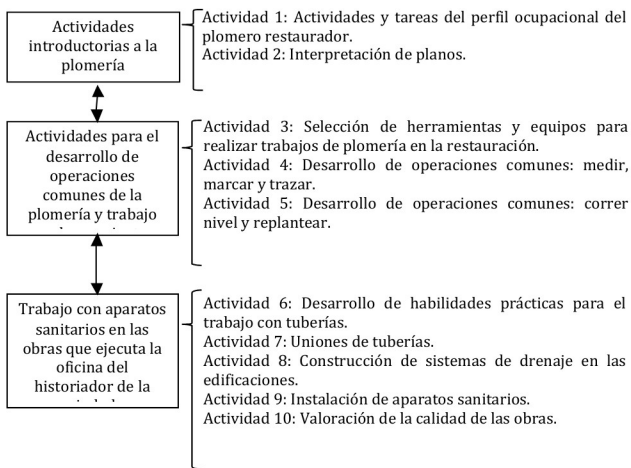 Actividades
introductorias a la
plomería
Actividad 1: Actividades y tareas del perfil ocupacional del
plomero restaurador.
Actividad 2: Interpretación de planos.
Actividades para el
desarrollo de
operaciones
comunes de la
plomería y trabajo
Actividad 3: Selección de herramientas y equipos para
realizar trabajos de plomería en la restauración.
Actividad 4: Desarrollo de operaciones comunes: medir,
marcar y trazar.
Actividad 5: Desarrollo de operaciones comunes: correr
nivel y replantear.
Trabajo con aparatos
sanitarios en las
obras que ejecuta la
oficina del
historiador de la
Actividad 6: Desarrollo de habilidades prácticas para el
trabajo con tuberías.
Actividad 7: Uniones de tuberías.
Actividad 8: Construcción de sistemas de drenaje en las
edificaciones.
Actividad 9: Instalación de aparatos sanitarios.
Actividad 10: Valoración de la calidad de las obras.